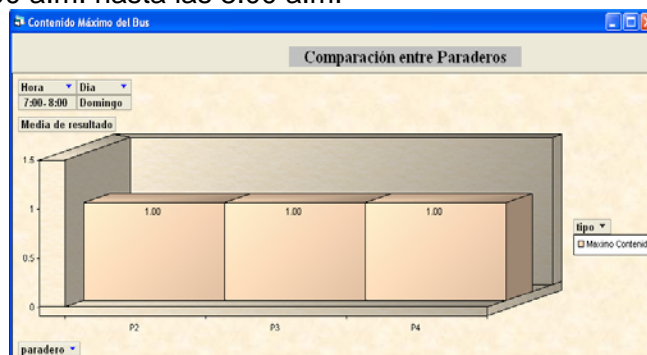 Contenido Máximo del Bus
Comparación entre Paraderos
Hora Dia
7:00- 8:00 Domingo
Media de resultado
1.5
1
0.5
0
1.00 1.00 1.00
P2 P3 P4
tipo
Maximo
paradero